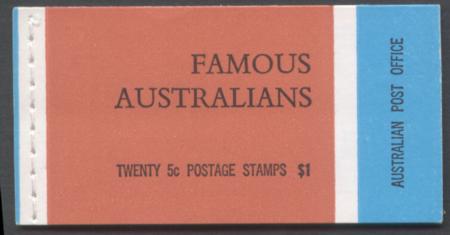 FAMOUS
AUSTRALIANS
TWENTY 5c POSTAGE STAMPS $1
AUSTRALIAN POST OFFICE